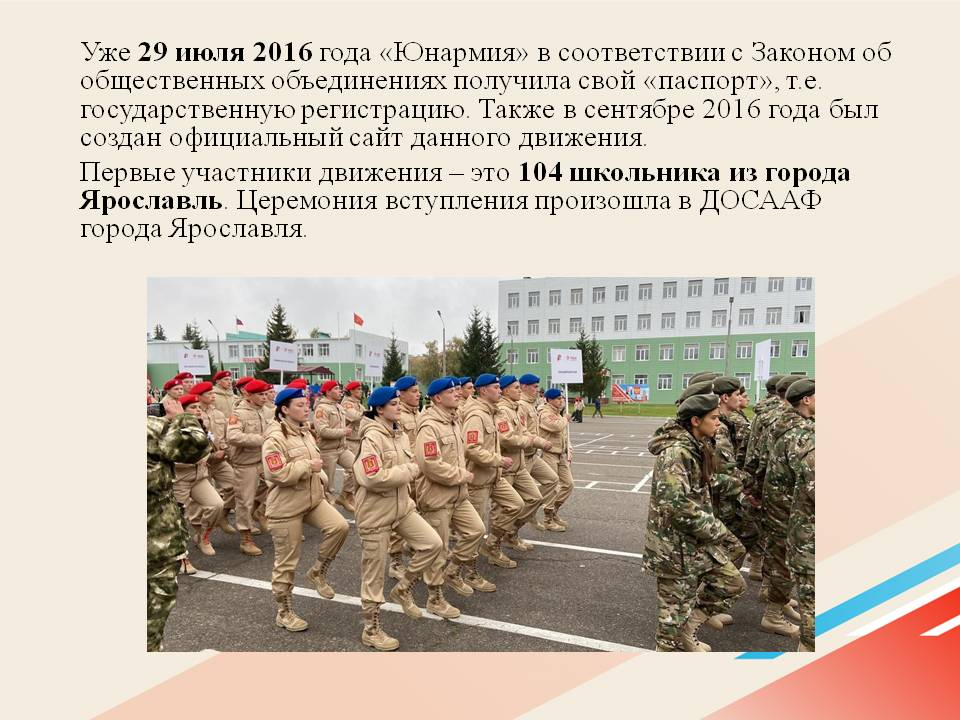 Уже 29 июля 2016 года «Юнармия» в соответствии с Законом об
общественных объединениях получила свой «паспорт», т.е.
государственную регистрацию. Также в сентябре 2016 года был
создан официальный сайт данного движения.
Первые участники движения – это 104 школьника из города
Ярославль. Церемония вступления произошла в ДОСААФ
города Ярославля.